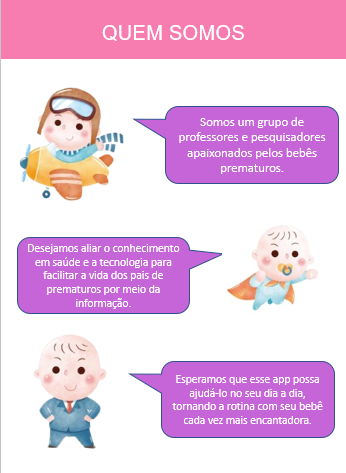 QUEM SOMOS
Somos um grupo de
professores e pesquisadores
apaixonados pelos bebês
prematuros.
Desejamos aliar o conhecimento
em saúde e a tecnologia para
facilitar a vida dos pais de
prematuros por meio da
informação.
Esperamos que esse app possa
ajudá-lo no seu dia a dia,
tornando a rotina com seu bebê
cada vez mais encantadora.